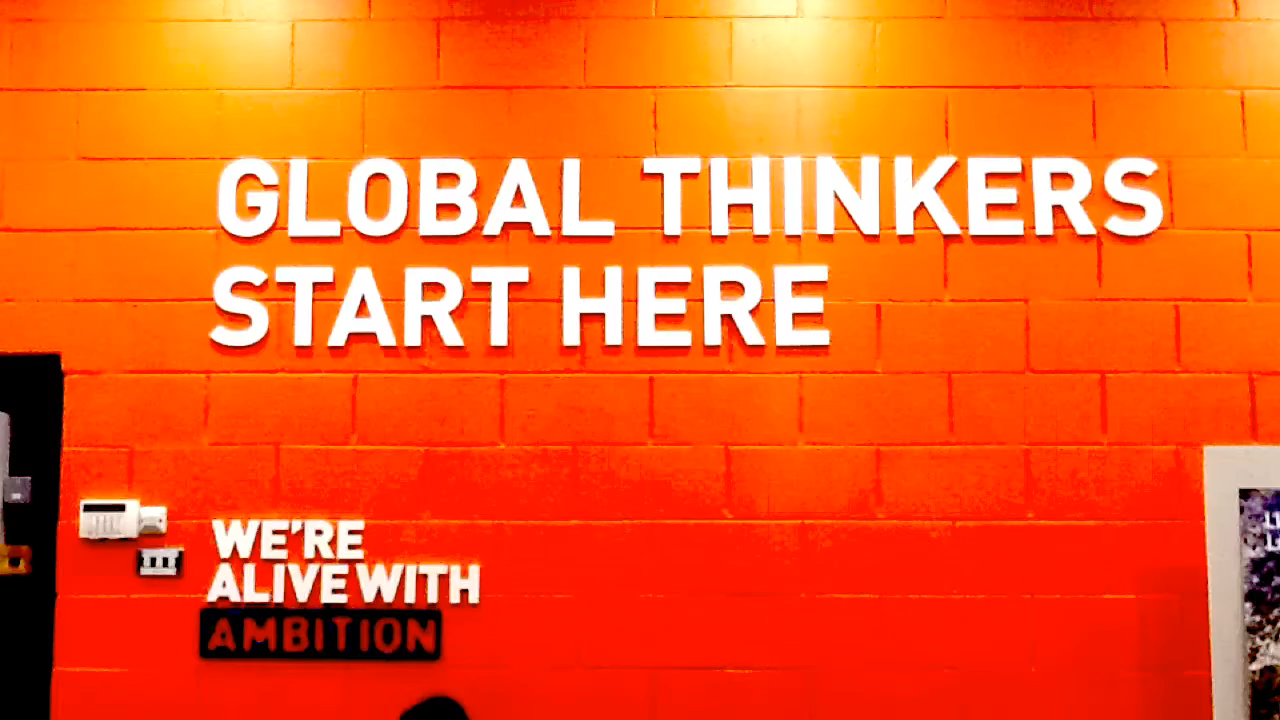 GLOBAL THINKERS
START HERE
WE'RE
ALIVE WITH
AMBITION